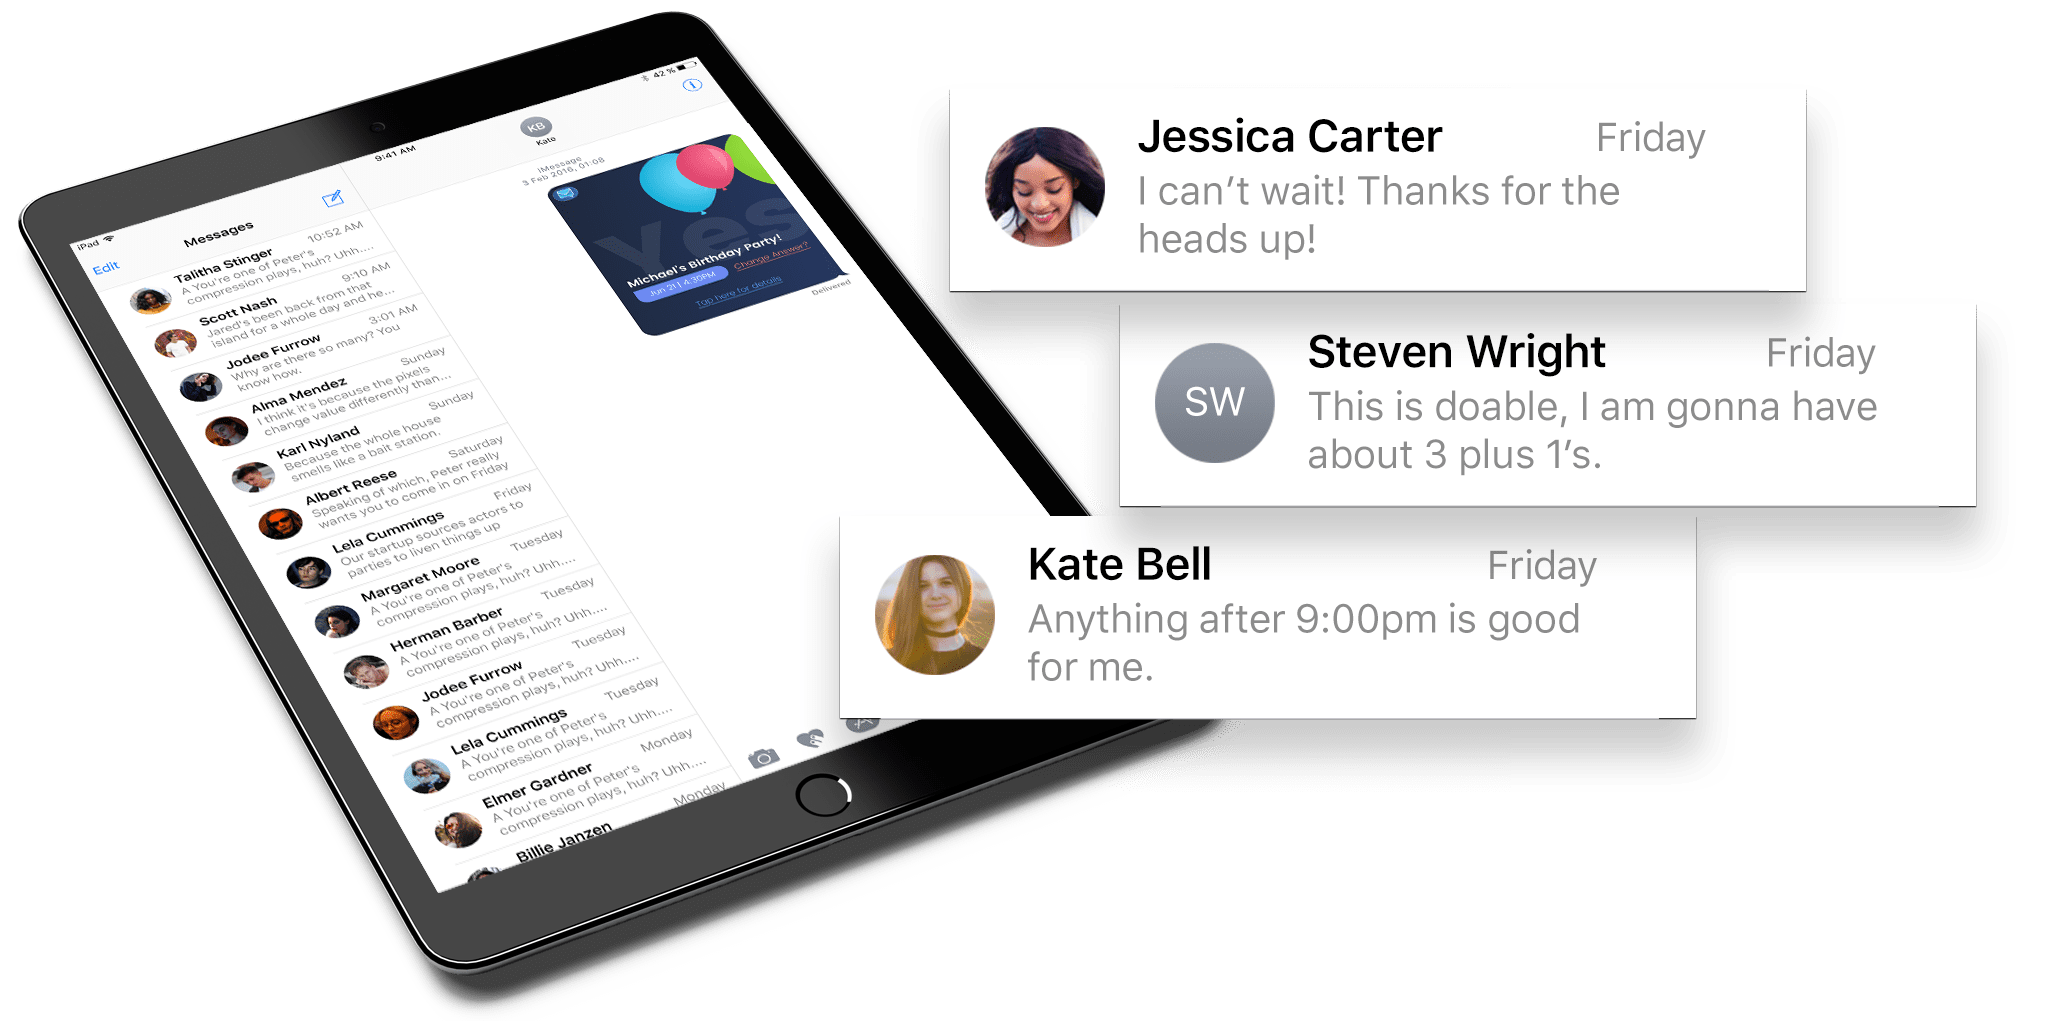 iPad
9:41 AM
42 %
Edit
Messages
Talitha Stinger
10:52 AM
A You're one of Peter's
compression plays, huh? Uhh....
Scott Nash
9:10 AM
Jared's been back from that
island for a whole day and he...
Jodee Furrow
3:01 AM
Why are there so many? You
know how.
Alma Mendez
Sunday
I think it's because the pixels
change value differently than...
Karl Nyland
Sunday
Because the whole house
smells like a bait station.
Albert Reese
Saturday
Speaking of which, Peter really
wants you to come in on Friday
Lela Cummings
Friday
Our startup sources actors to
parties to liven things up
Margaret Moore
Tuesday
A You're one of Peter's
compression plays, huh? Uhh....
Herman Barber
Tuesday
A You're one of Peter's
compression plays, huh? Uhh....
Jodee Furrow
Tuesday
A You're one of Peter's
compression plays, huh? Uhh....
Lela Cummings
Tuesday
A You're one of Peter's
compression plays, huh? Uhh....
Elmer Gardner
Monday
A You're one of Peter's
compression plays, huh? Uhh....
Billie Janzen
Monday
KB
Kate
iMessage
3 Feb 2016, 01:08
Yes
Michael's Birthday Party!
Jun 21 | 4:30PM
Change Answer?
Tap here for details
Delivered
Jessica Carter
Friday
I can’t wait! Thanks for the
heads up!
SW
Steven Wright
Friday
This is doable, I am gonna have
about 3 plus 1’s.
Kate Bell
Friday
Anything after 9:00pm is good
for me.